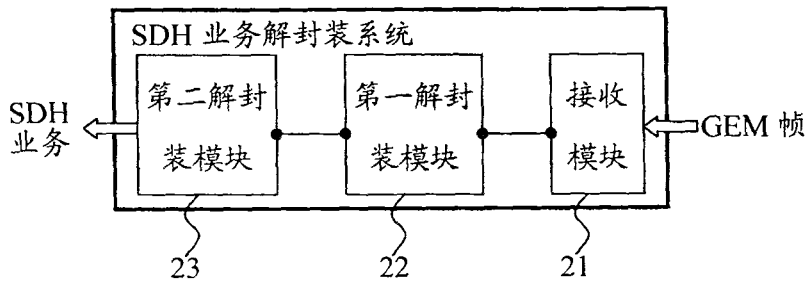 SDH 业务解封装系统
SDH
业务
第二解封
装模块
第一解封
装模块
接收
模块
GEM 帧
23
22
21